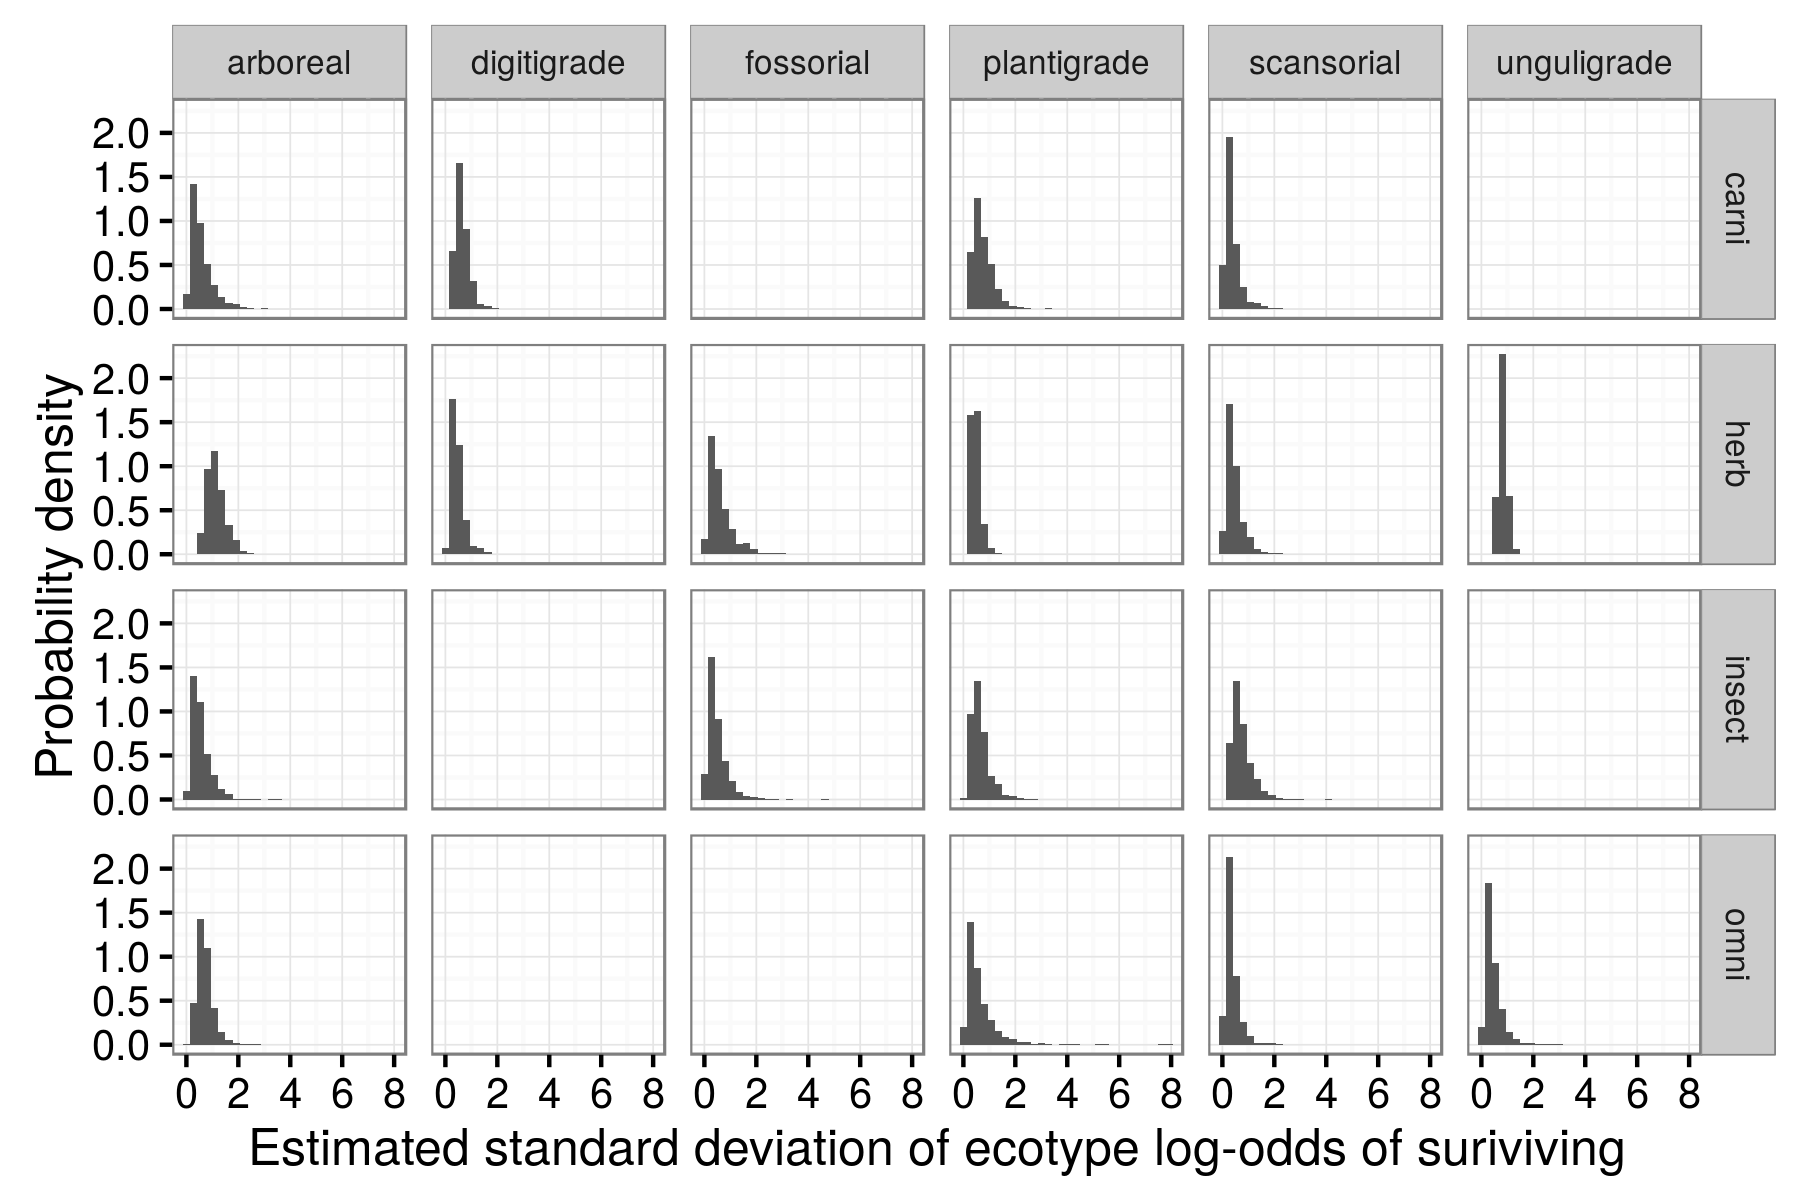 arboreal digitigrade fossorial plantigrade scansorial unguligrade
Probability density
2.0
1.5
1.0
0.5
0.0
carni
2.0
1.5
1.0
0.5
0.0
herb
2.0
1.5
1.0
0.5
0.0
insect
2.0
1.5
1.0
0.5
0.0
omni
0 2 4 6 8 0 2 4 6 8 0 2 4 6 8 0 2 4 6 8 0 2 4 6 8 0 2 4 6 8
Estimated standard deviation of ecotype log-odds of suriviving